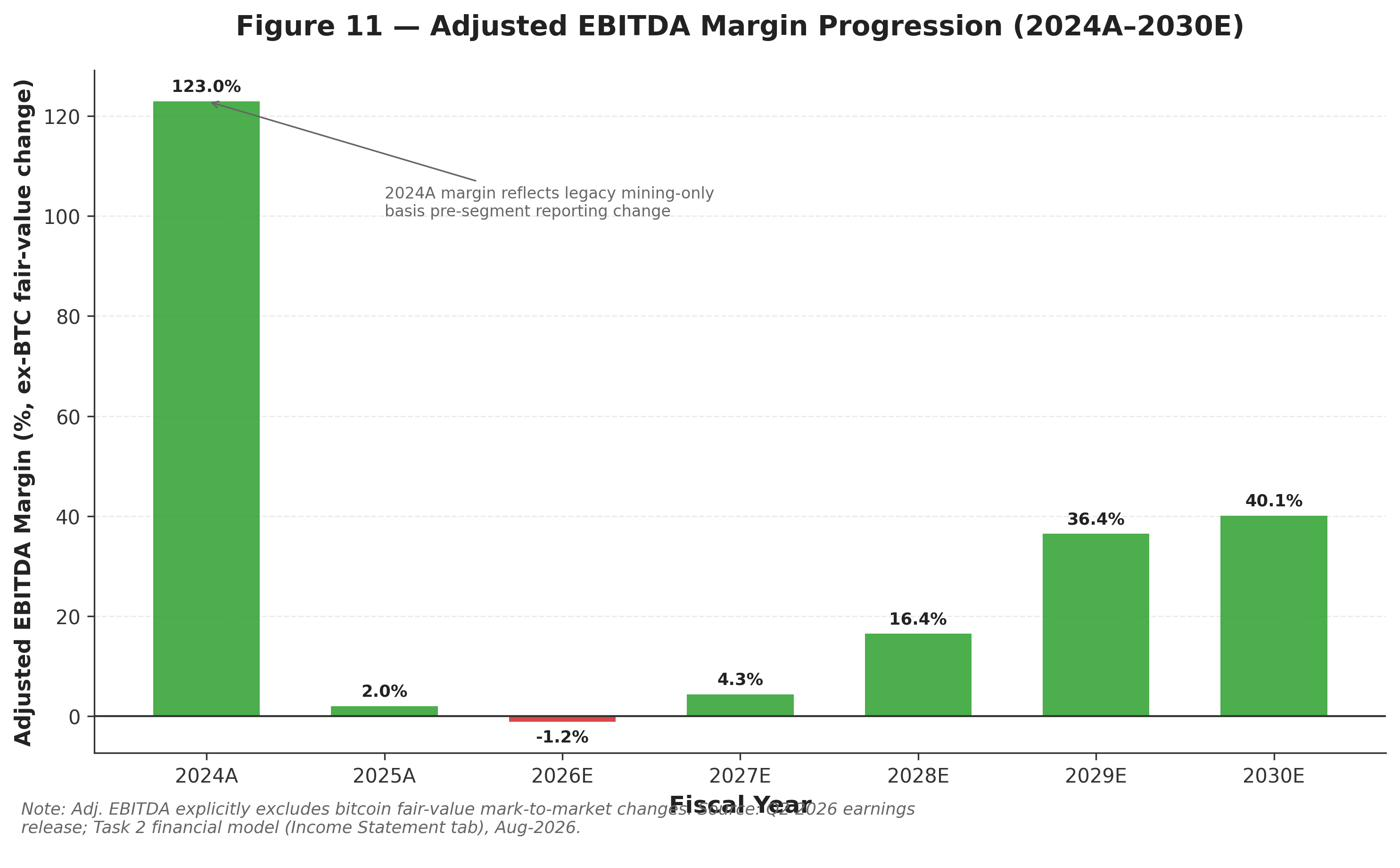 Figure 11 — Adjusted EBITDA Margin Progression (2024A–2030E)
Adjusted EBITDA Margin (%, ex-BTC fair-value change)
120
100
80
60
40
20
0
123.0%
2024A margin reflects legacy mining-only
basis pre-segment reporting change
2.0%
-1.2%
4.3%
16.4%
36.4%
40.1%
2024A
2025A
2026E
2027E
2028E
2029E
2030E
Fiscal Year
Note: Adj. EBITDA explicitly excludes bitcoin fair-value mark-to-market changes. Source: Q2 2026 earnings
release; Task 2 financial model (Income Statement tab), Aug-2026.